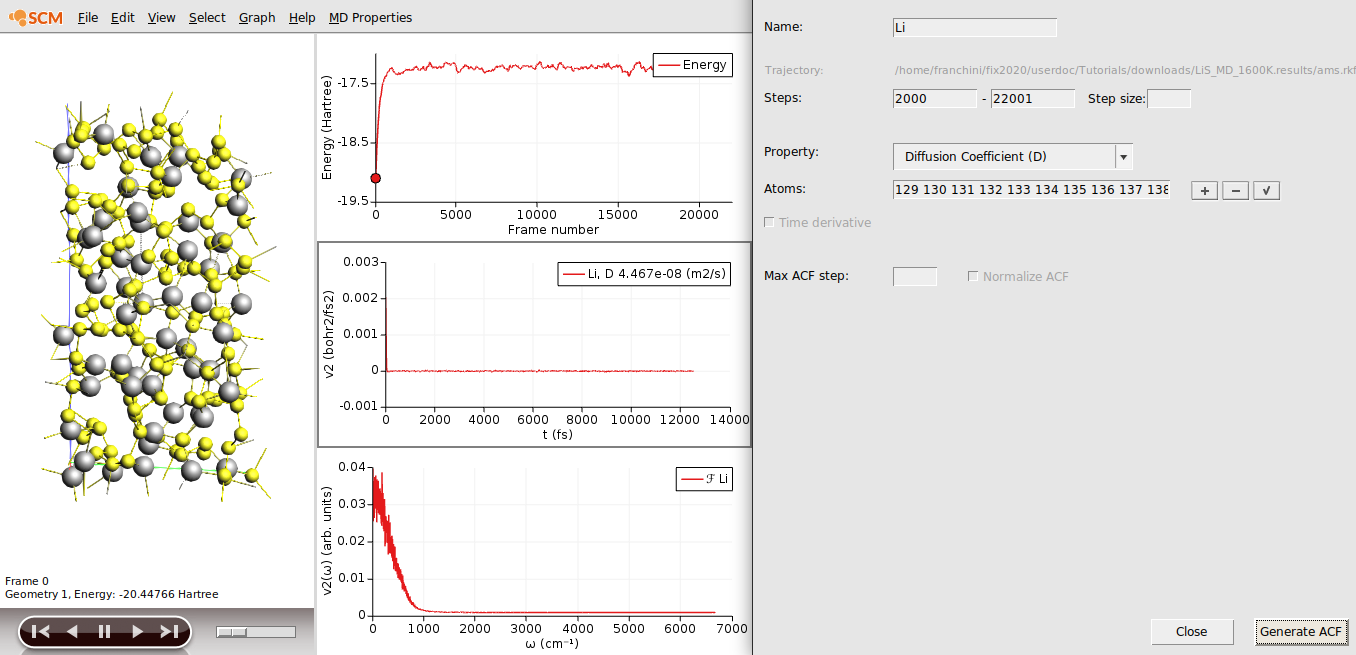 SCM File Edit View Select Graph Help MD Properties
Energy
-17.5
-18.5
-19.5
0 5000 10000 15000 20000
Energy (Hartree)
Frame number
Li, D 4.467e-08 (m2/s)
0.003
0.002
0.001
0
-0.001
0 2000 4000 6000 8000 10000 12000 14000
v2 (bohr2/fs2)
t (fs)
ℱ Li
0.04
0.03
0.02
0.01
0
0 1000 2000 3000 4000 5000 6000 7000
v2(ω) (arb. units)
ω (cm⁻¹)
Frame 0
Geometry 1, Energy: -20.44766 Hartree
Name: Li
Trajectory: /home/franchini/fix2020/userdoc/Tutorials/downloads/LiS_MD_1600K.results/ams.rkf
Steps: 2000 - 22001 Step size:
Property: Diffusion Coefficient (D)
Atoms: 129 130 131 132 133 134 135 136 137 138 + − √
Time derivative
Max ACF step: Normalize ACF
Close Generate ACF